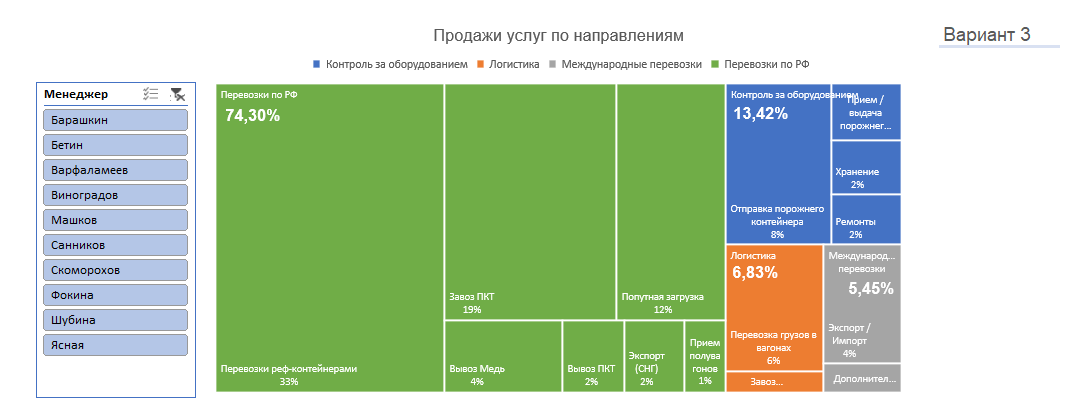 Продажи услуг по направлениям
Вариант 3
Контроль за оборудованием
Логистика
Международные перевозки
Перевозки по РФ
Менеджер
Барашкин
Бетин
Варфаламеев
Виноградов
Машков
Санников
Скоморохов
Фокина
Шубина
Ясная
Перевозки по РФ
74,30%
Перевозки реф-контейнерами
33%
Завоз ПКТ
19%
Попутная загрузка
12%
Вывоз Медь
4%
Вывоз ПКТ
2%
Экспорт
(СНГ)
2%
Прием
полува
гонов
1%
Контроль за оборудованием
13,42%
Отправка порожнего
контейнера
8%
Прием /
выдача
порожнег...
Хранение
2%
Ремонты
2%
Логистика
6,83%
Перевозка грузов в
вагонах
6%
Завоз...
Международ...
перевозки
5,45%
Экспорт /
Импорт
4%
Дополнител...